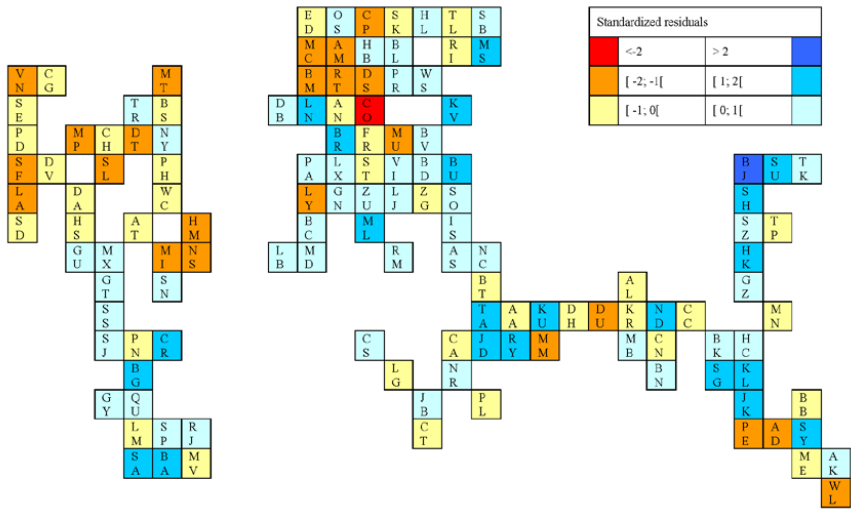 ED OS CP SK HL TL SB
Standardized residuals
MC AM HB BL RI MS
<-2 > 2
VN CG MT BM RT DS PR WS
[ -2; -1[ [ 1; 2[
SE TR BS DB LN AN CO KV
[ -1; 0[ [ 0; 1[
PD MP CH DT NY BR FR MU BV
SF DV SL PH PA LX ST VI BD BU BJ SU TK
LA DA WC LY GN ZU LJ ZG SO SH
SD HS AT HM BC ML IS SZ TP
GU MX MI NS LB MD RM AS NC HK
GT SN BT AL GZ
SS TA AA KU DH DU KR ND CC MN
SJ PN CR CS CA JD RY MM MB CN BK HC
BG LG NR BN SG KL
GY QU JB PL JK BB
LM SP RJ CT PE AD SY
SA BA MV ME AK
WL